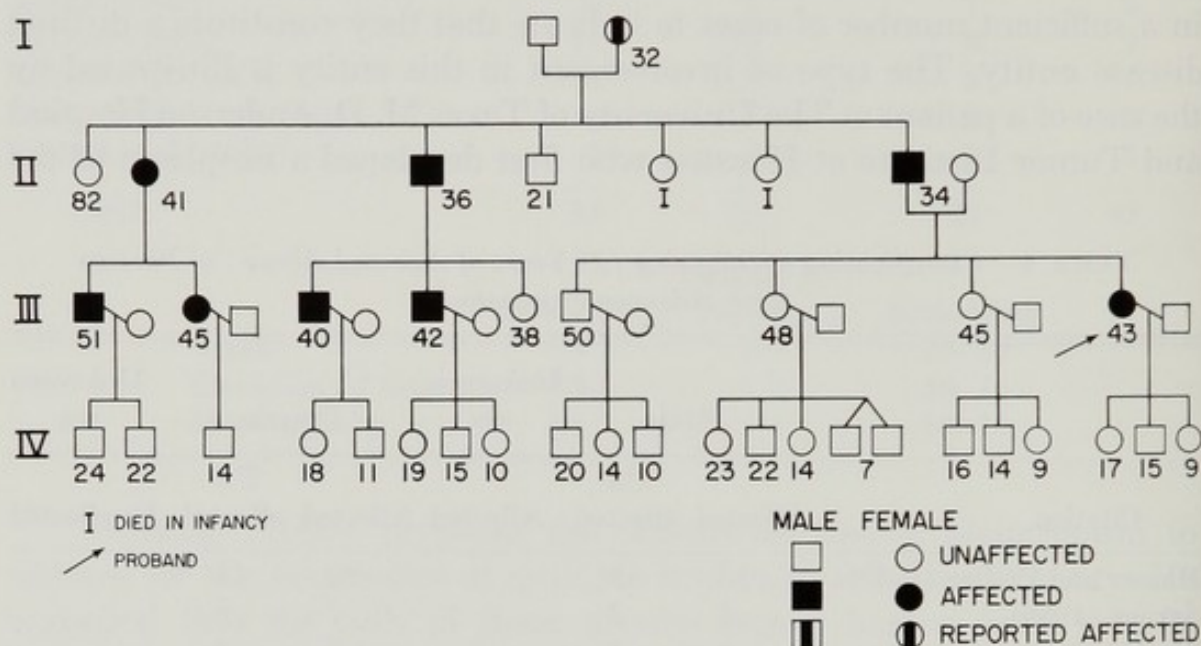 I
32
II
82 41 36 21 I I 34
III
51 45 40 42 38 50 48 45 43
IV
24 22 14 18 11 19 15 10 20 14 10 23 22 14 7 16 14 9 17 15 9
I DIED IN INFANCY
PROBAND
MALE FEMALE
UNAFFECTED
AFFECTED
REPORTED AFFECTED